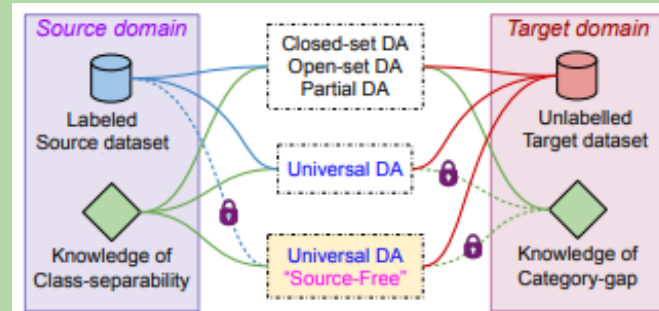 Source domain
Labeled
Source dataset
Knowledge of
Class-separability
Closed-set DA
Open-set DA
Partial DA
Universal DA
Universal DA
"Source-Free"
Target domain
Unlabelled
Target dataset
Knowledge of
Category-gap